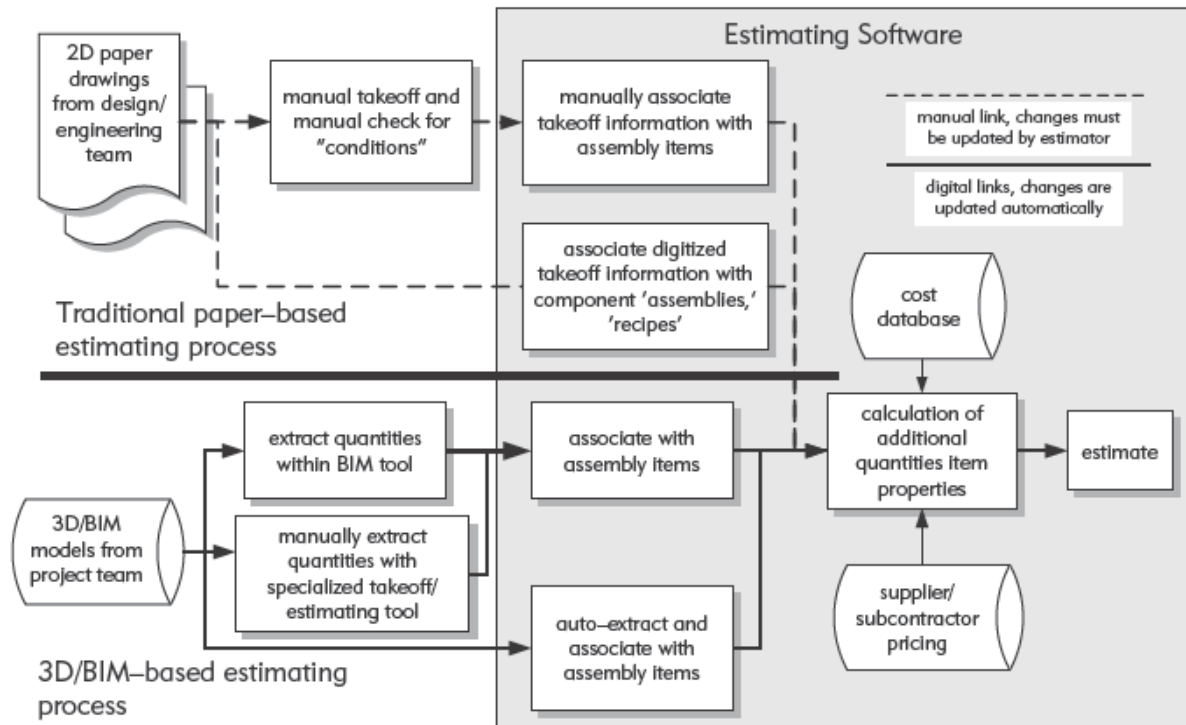 Estimating Software
2D paper
drawings
from design/
engineering
team
manual takeoff and
manual check for
"conditions"
manually associate
takeoff information with
assembly items
manual link, changes must
be updated by estimator
digital links, changes are
updated automatically
associate digitized
takeoff information with
component 'assemblies,'
'recipes'
cost
database
Traditional paper–based
estimating process
extract quantities
within BIM tool
associate with
assembly items
calculation of
additional
quantities item
properties
estimate
3D/BIM
models from
project team
manually extract
quantities with
specialized takeoff/
estimating tool
auto–extract and
associate with
assembly items
supplier/
subcontractor
pricing
3D/BIM–based estimating
process